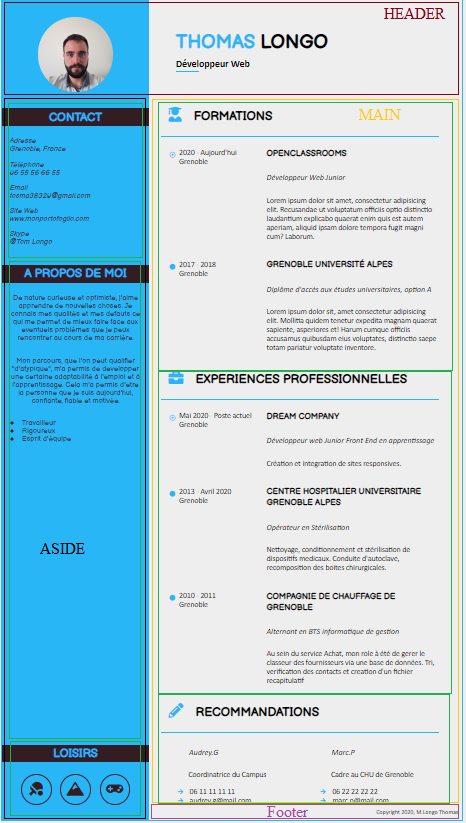 HEADER
THOMAS LONGO
Développeur Web
CONTACT
Adresse
Grenoble, France
Téléphone
06 55 56 66 55
Email
tosma3832@gmail.com
Site Web
www.monportofoglio.com
Skype
@Tom Longo
A PROPOS DE MOI
De nature curieuse et optimiste, j'aime
apprendre de nouvelles choses. Je
connais mes qualités et mes defauts ce
qui me permet de mieux faire face aux
eventuels problèmes que je peux
rencontrer au cours de ma carrière.
Mon parcours, que l'on peut qualifier
"d'atypique", m'a permis de developper
une certaine adaptabilité à l'emploi et à
l'apprentissage. Cela m'a permis d'etre
la personne que je suis aujourd'hui,
confiante, fiable et motivée.
• Travailleur
• Rigoureux
• Esprit d'équipe
ASIDE
LOISIRS
MAIN
FORMATIONS
2020 - Aujourd'hui
Grenoble
OPENCLASSROOMS
Développeur Web Junior
Lorem ipsum dolor sit amet, consectetur adipisicing
elit. Recusandae ut voluptatum officiis optio distinctio
laudantium explicabo quaerat enim quis est autem
aperiam, aliquid ipsam dolore tempora fugit magni
cum? Laborum.
2017 - 2018
Grenoble
GRENOBLE UNIVERSITÉ ALPES
Diplôme d'accès aux études universitaires, option A
Lorem ipsum dolor sit amet, consectetur adipisicing
elit. Mollitia quidem tenetur expedita magnam quaerat
sapiente, asperiores et! Harum cumque officiis
accusamus quibusdam eius voluptates, distinctio saepe
totam pariatur voluptate inventore.
EXPERIENCES PROFESSIONNELLES
Mai 2020 - Poste actuel
Grenoble
DREAM COMPANY
Développeur web Junior Front End en apprentissage
Création et integration de sites responsives.
2013 - Avril 2020
Grenoble
CENTRE HOSPITALIER UNIVERSITAIRE
GRENOBLE ALPES
Opérateur en Stérilisation
Nettoyage, conditionnement et stérilisation de
dispositifs medicaux. Conduite d'autoclave,
recomposition des boites chirurgicales.
2010 - 2011
Grenoble
COMPAGNIE DE CHAUFFAGE DE
GRENOBLE
Alternant en BTS informatique de gestion
Au sein du service Achat, mon role à été de gerer le
classeur des fournisseurs via une base de données. Tri,
verification des contacts et creation d'un fichier
recapitulatif
RECOMMANDATIONS
Audrey.G
Coordinatrice du Campus
06 11 11 11 11
audrey.g@mail.com
Marc.P
Cadre au CHU de Grenoble
06 22 22 22 22
marc.p@mail.com
Footer
Copyright 2020, M.Longo Thomas